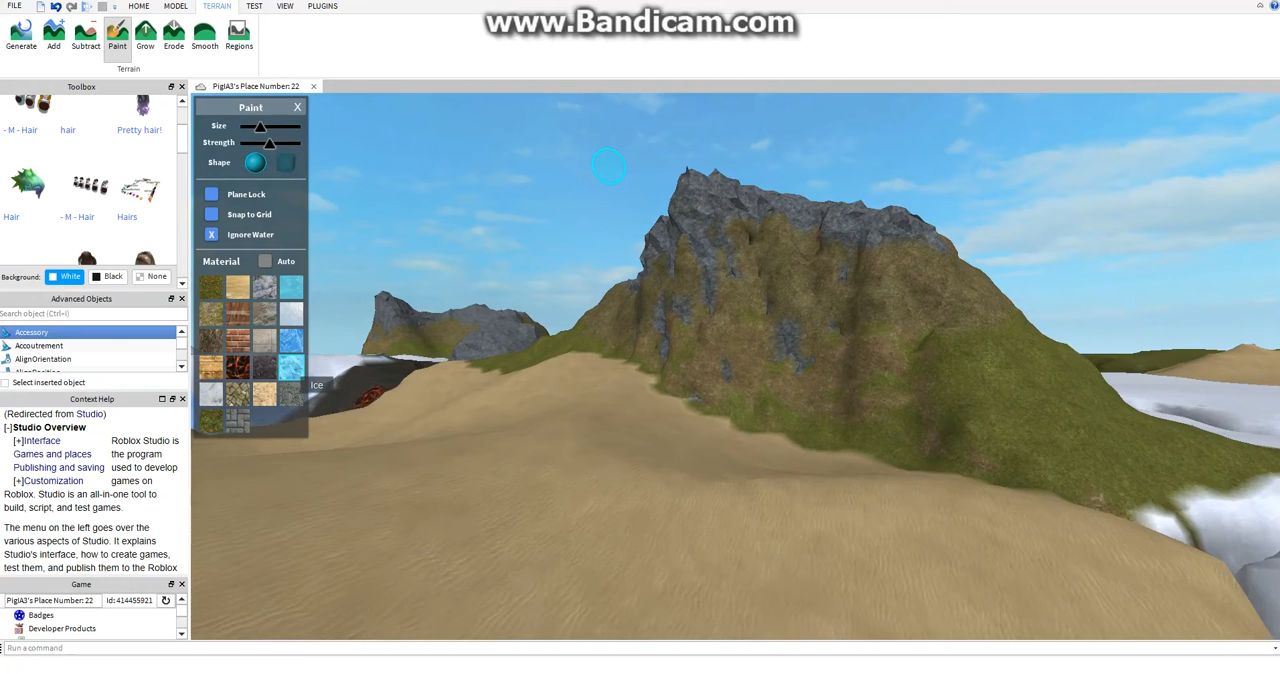 FILE HOME MODEL TERRAIN TEST VIEW PLUGINS
www.Bandicam.com
Generate Add Subtract Paint Grow Erode Smooth Regions
Terrain
Toolbox
PigIA3's Place Number: 22
- M - Hair hair Pretty hair!
Hair - M - Hair Hairs
Background: White Black None
Advanced Objects
Search object (Ctrl+I)
Accessory
Accoutrement
AlignOrientation
Select inserted object
Context Help
(Redirected from Studio)
[-]Studio Overview
[+]Interface
Games and places
Publishing and saving
[+]Customization
Roblox Studio is
the program
used to develop
games on
Roblox. Studio is an all-in-one tool to
build, script, and test games.
The menu on the left goes over the
various aspects of Studio. It explains
Studio's interface, how to create games,
test them, and publish them to the Roblox
Game
PigIA3's Place Number: 22 Id: 414455921
Badges
Developer Products
Run a command
Paint X
Size
Strength
Shape
Plane Lock
Snap to Grid
X Ignore Water
Material Auto
Ice